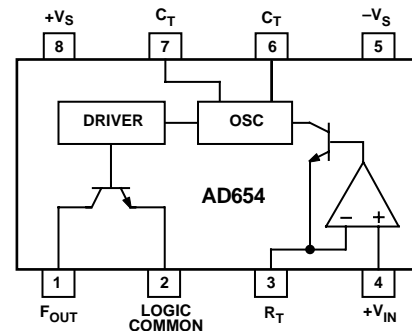 +VS CT CT –VS
8 7 6 5
DRIVER OSC
AD654
– +
1 2 3 4
FOUT LOGIC COMMON RT +VIN